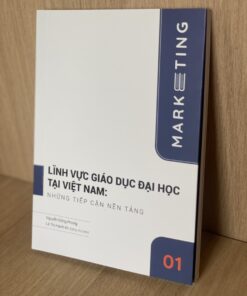 MARKETING
LĨNH VỰC GIÁO DỤC ĐẠI HỌC
TẠI VIỆT NAM:
NHỮNG TIẾP CẬN NỀN TẢNG
01